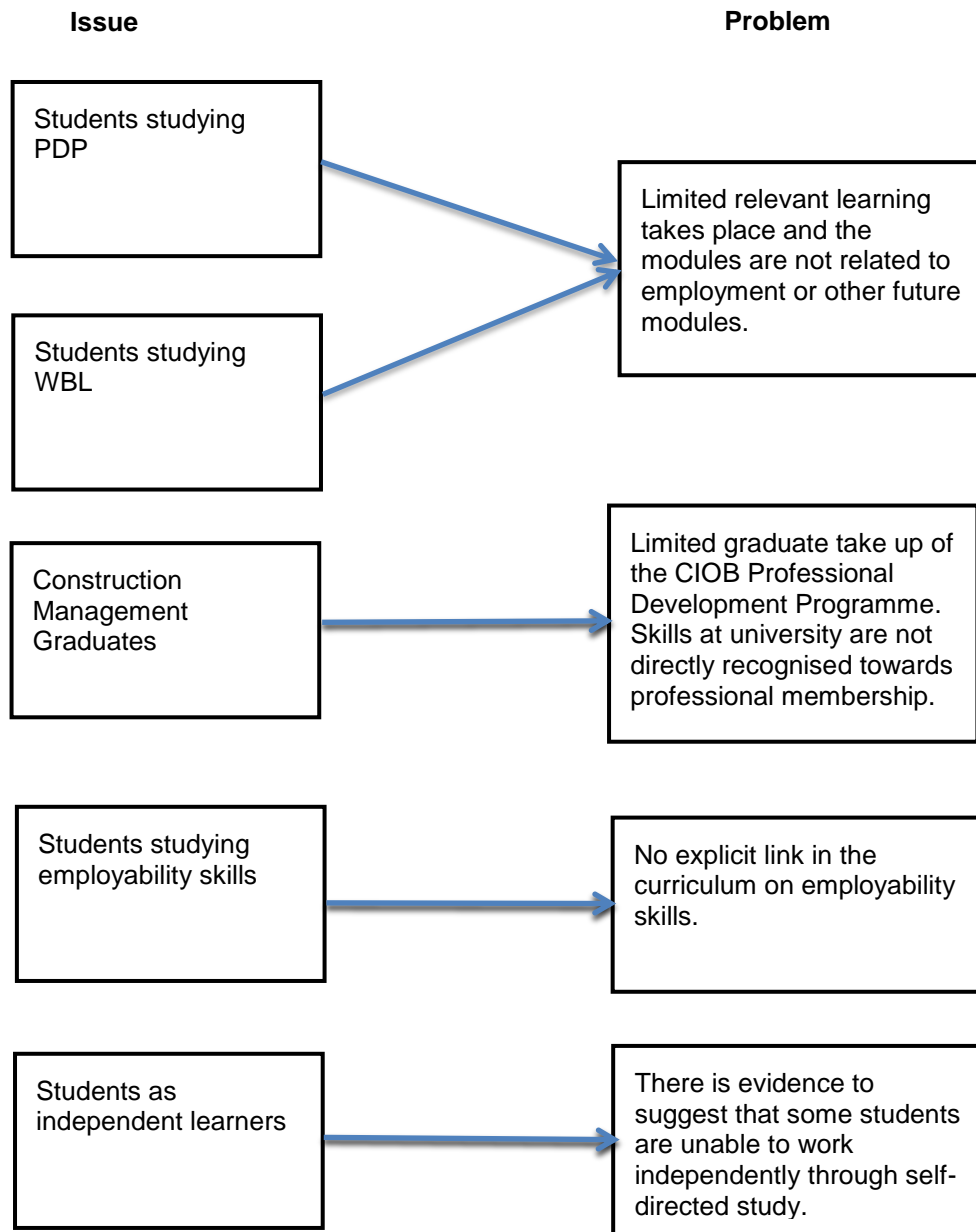 Issue
Problem
Students studying
PDP
Limited relevant learning
takes place and the
modules are not related to
employment or other future
modules.
Students studying
WBL
Construction
Management
Graduates
Limited graduate take up of
the CIOB Professional
Development Programme.
Skills at university are not
directly recognised towards
professional membership.
Students studying
employability skills
No explicit link in the
curriculum on employability
skills.
Students as
independent learners
There is evidence to
suggest that some students
are unable to work
independently through self-
directed study.